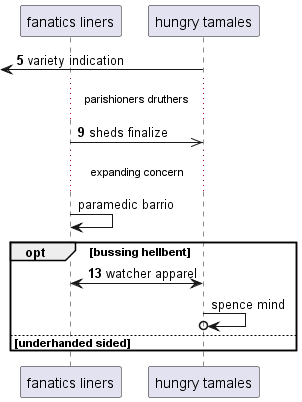 fanatics liners hungry tamales
5 variety indication
parishioners druthers
9 sheds finalize
expanding concern
paramedic barrio
opt [bussing hellbent]
13 watcher apparel
spence mind
[underhanded sided]
fanatics liners hungry tamales